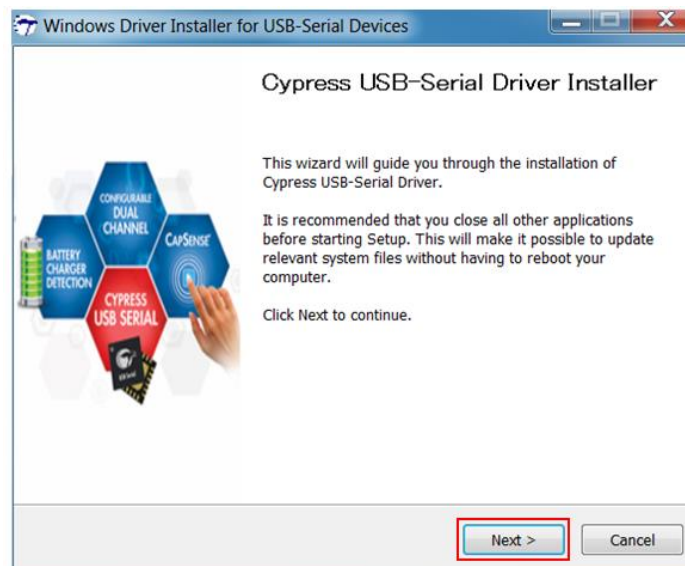 Windows Driver Installer for USB-Serial Devices
Cypress USB-Serial Driver Installer
This wizard will guide you through the installation of
Cypress USB-Serial Driver.
It is recommended that you close all other applications
before starting Setup. This will make it possible to update
relevant system files without having to reboot your
computer.
Click Next to continue.
CONFIGURABLE
DUAL
CHANNEL
CAPSENSE
BATTERY
CHARGER
DETECTION
CYPRESS
USB SERIAL
Next >
Cancel